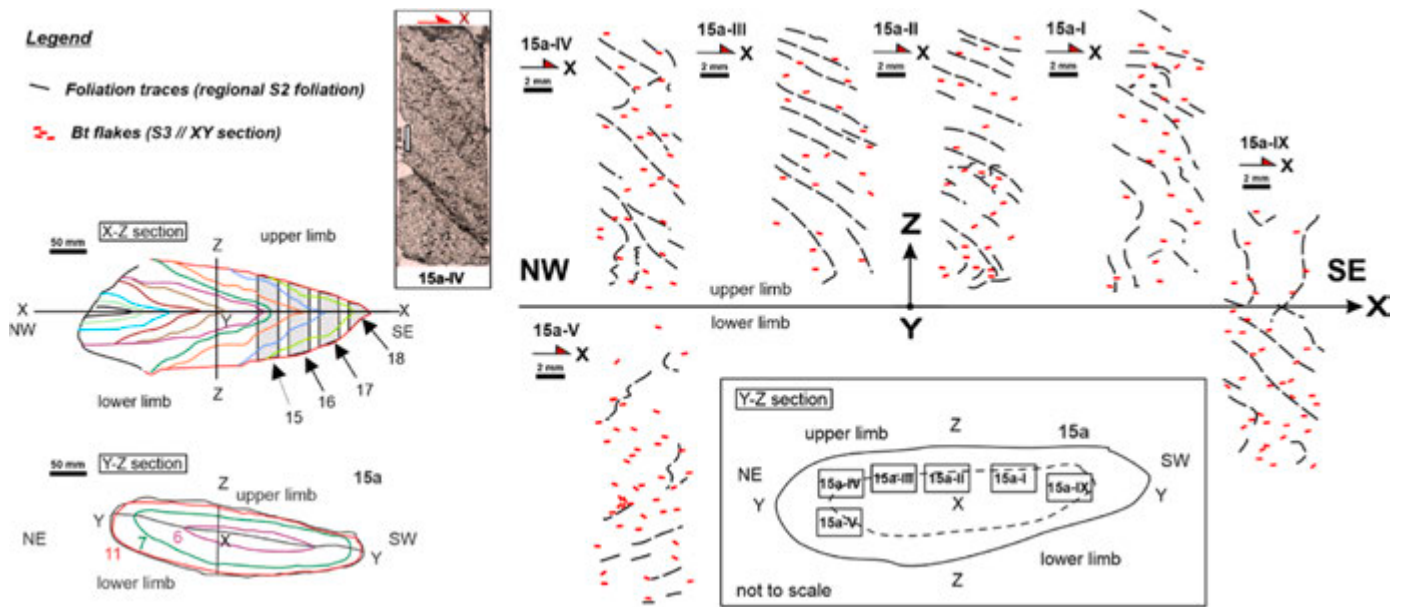 Legend
Foliation traces (regional S2 foliation)
Bt flakes (S3 // XY section)
X
15a-IV
X-Z section
50 mm
Z
upper limb
X
X
NW
Y
SE
18
lower limb
Z
17
15
16
Y-Z section
50 mm
15a
Z
upper limb
Y
NE
6
X
SW
7
11
Y
lower limb
15a-IV
X
2 mm
15a-III
X
2 mm
15a-II
X
2 mm
15a-I
X
2 mm
15a-IX
X
2 mm
Z
NW
SE
upper limb
lower limb
Y
X
15a-V
X
2 mm
Y-Z section
upper limb
Z
15a
NE
Y
SW
Y
15a-IV
15a-III
15a-II
15a-I
15a-IX
X
15a-V
lower limb
Z
not to scale